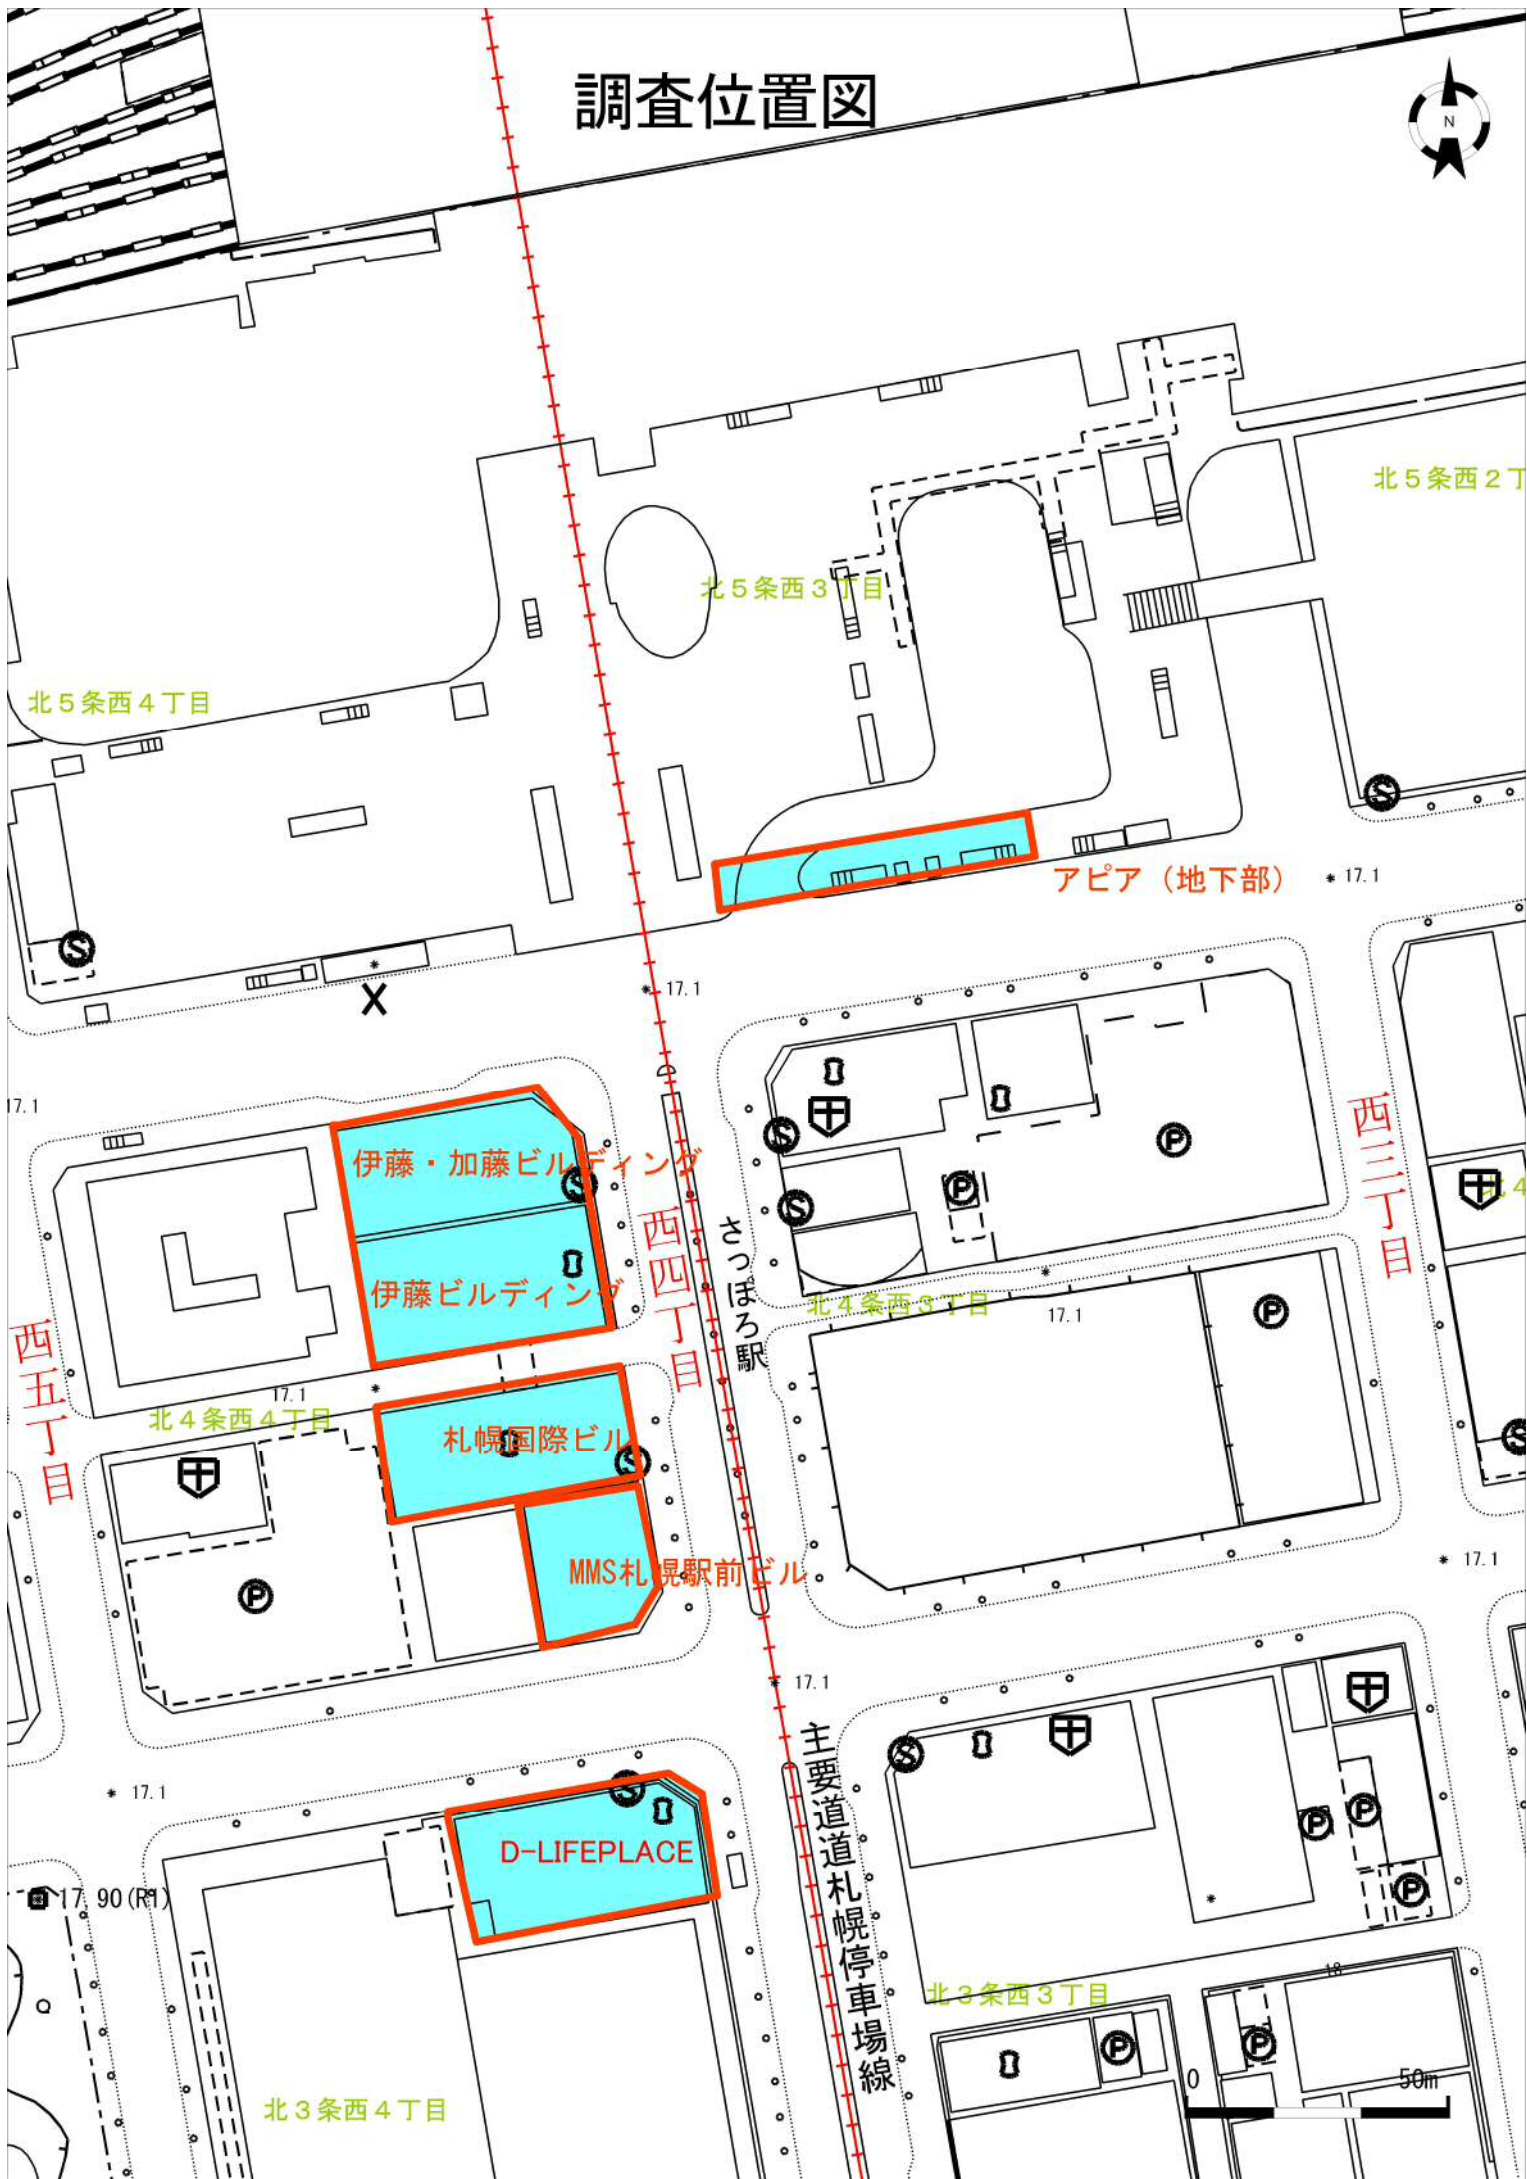 調査位置図
N
北5条西2丁
北5条西3丁目
北5条西4丁目
アピア（地下部）
17.1
17.1
17.1
伊藤・加藤ビルディング
伊藤ビルディング
西四丁目
さっぽろ駅
西三丁目
P
P
北4
北4条西3丁目
17.1
P
西五丁目
17.1
北4条西4丁目
札幌国際ビル
MMS札幌駅前ビル
P
17.1
17.1
17.1
主要道道札幌停車場線
D-LIFEPLACE
17.90(R1)
P
P
P
18
北3条西3丁目
P
P
0
50m
北3条西4丁目